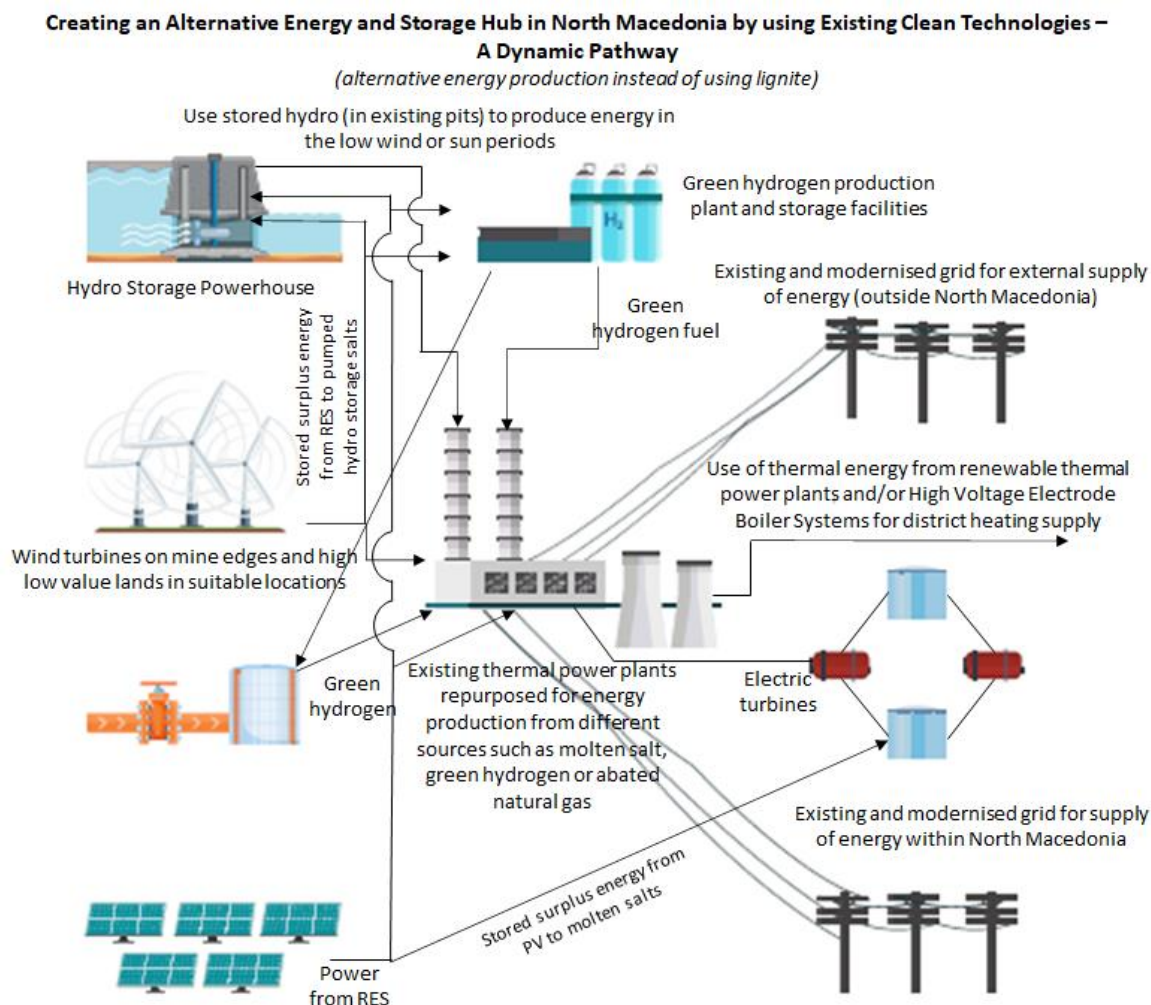 Creating an Alternative Energy and Storage Hub in North Macedonia by using Existing Clean Technologies –
A Dynamic Pathway
(alternative energy production instead of using lignite)
Use stored hydro (in existing pits) to produce energy in
the low wind or sun periods
H₂
Green hydrogen production
plant and storage facilities
Hydro Storage Powerhouse
Existing and modernised grid for external supply
of energy (outside North Macedonia)
Green
hydrogen fuel
Stored surplus energy
from RES to pumped
hydro storage salts
Use of thermal energy from renewable thermal
power plants and/or High Voltage Electrode
Boiler Systems for district heating supply
Wind turbines on mine edges and high
low value lands in suitable locations
Green
hydrogen
Existing thermal power plants
repurposed for energy
production from different
sources such as molten salt,
green hydrogen or abated
natural gas
Electric
turbines
Existing and modernised grid for supply
of energy within North Macedonia
Stored surplus energy from
PV to molten salts
Power
from RES